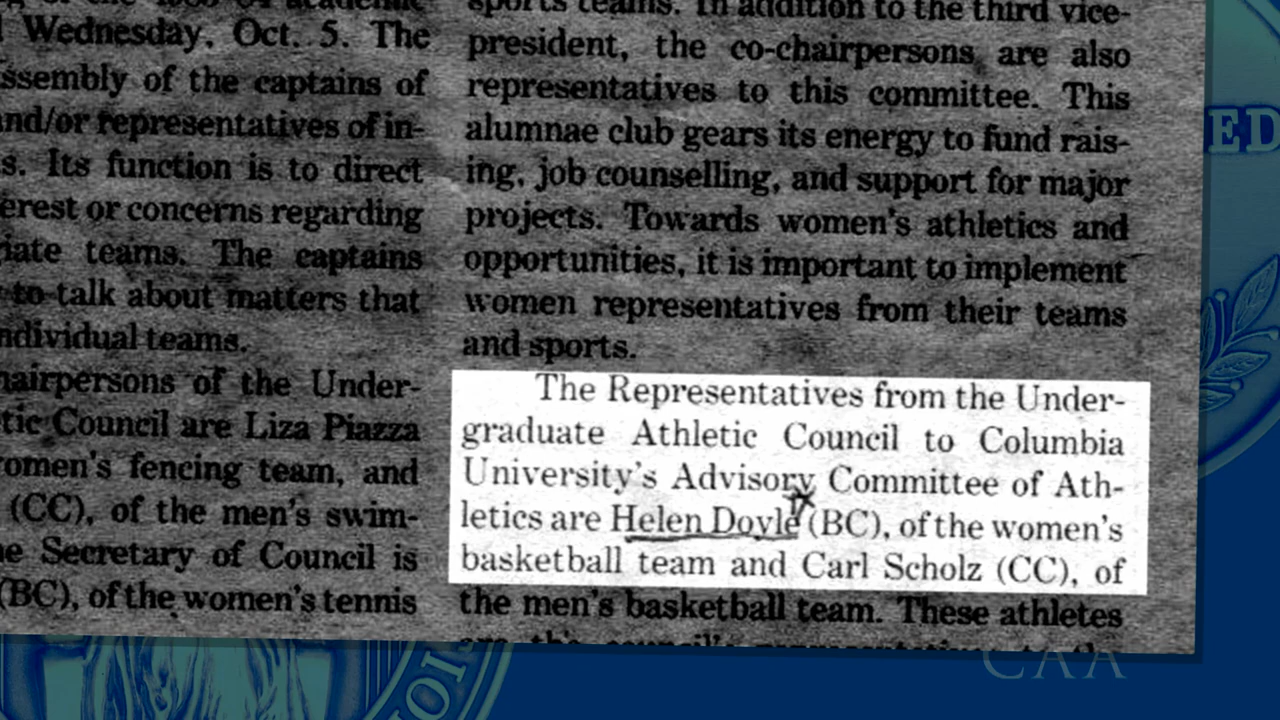 Wednesday, Oct. 5. The
ssembly of the captains of
nd/or representatives of in-
s. Its function is to direct
erest or concerns regarding
iate teams. The captains
to talk about matters that
ndividual teams.
hairpersons of the Under-
tic Council are Liza Piazza
omen's fencing team, and
(CC), of the men's swim-
e Secretary of Council is
(BC), of the women's tennis
sports teams. In addition to the third vice-
president, the co-chairpersons are also
representatives to this committee. This
alumnae club gears its energy to fund rais-
ing, job counselling, and support for major
projects. Towards women's athletics and
opportunities, it is important to implement
women representatives from their teams
and sports.
The Representatives from the Under-
graduate Athletic Council to Columbia
University's Advisory Committee of Ath-
letics are Helen Doyle (BC), of the women's
basketball team and Carl Scholz (CC), of
the men's basketball team. These athletes
ED
CAA